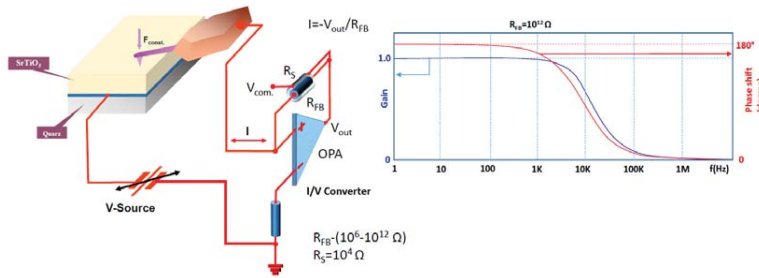 I=-Vout/RFB
Fconst.
SrTiO3
Quarz
RS
Vcom.
RFB
I
Vout
OPA
I/V Converter
V-Source
RFB-(10⁶-10¹² Ω)
RS=10⁴ Ω
RFB=10¹² Ω
180°
1.0
Gain
Phase shift
0
0
1
10
100
1K
10K
100K
1M
f(Hz)